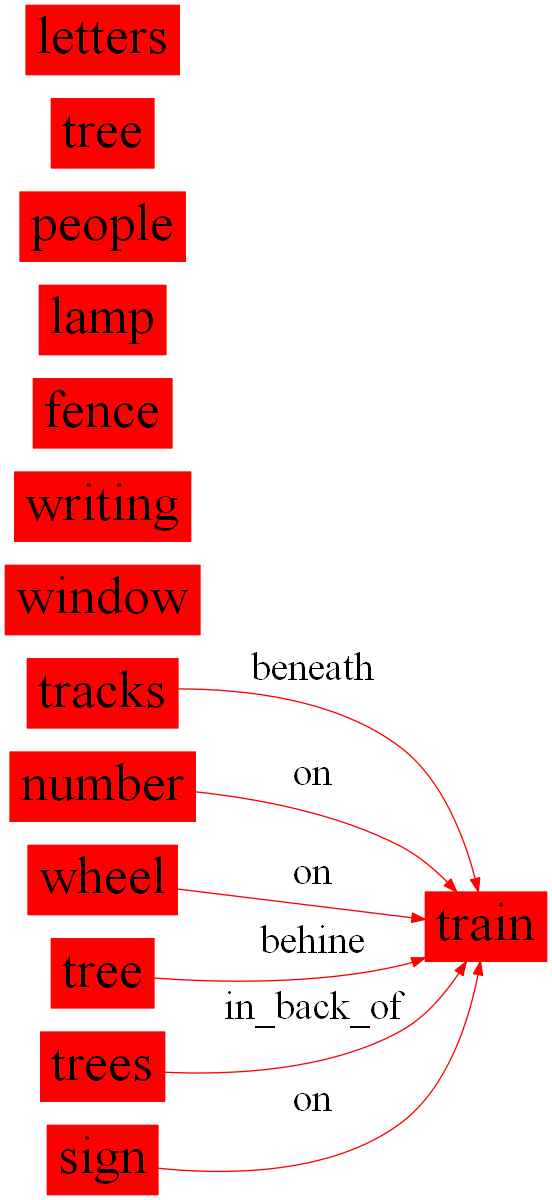 letters
tree
people
lamp
fence
writing
window
tracks
beneath
number
on
wheel
on
train
tree
behine
trees
in_back_of
sign
on